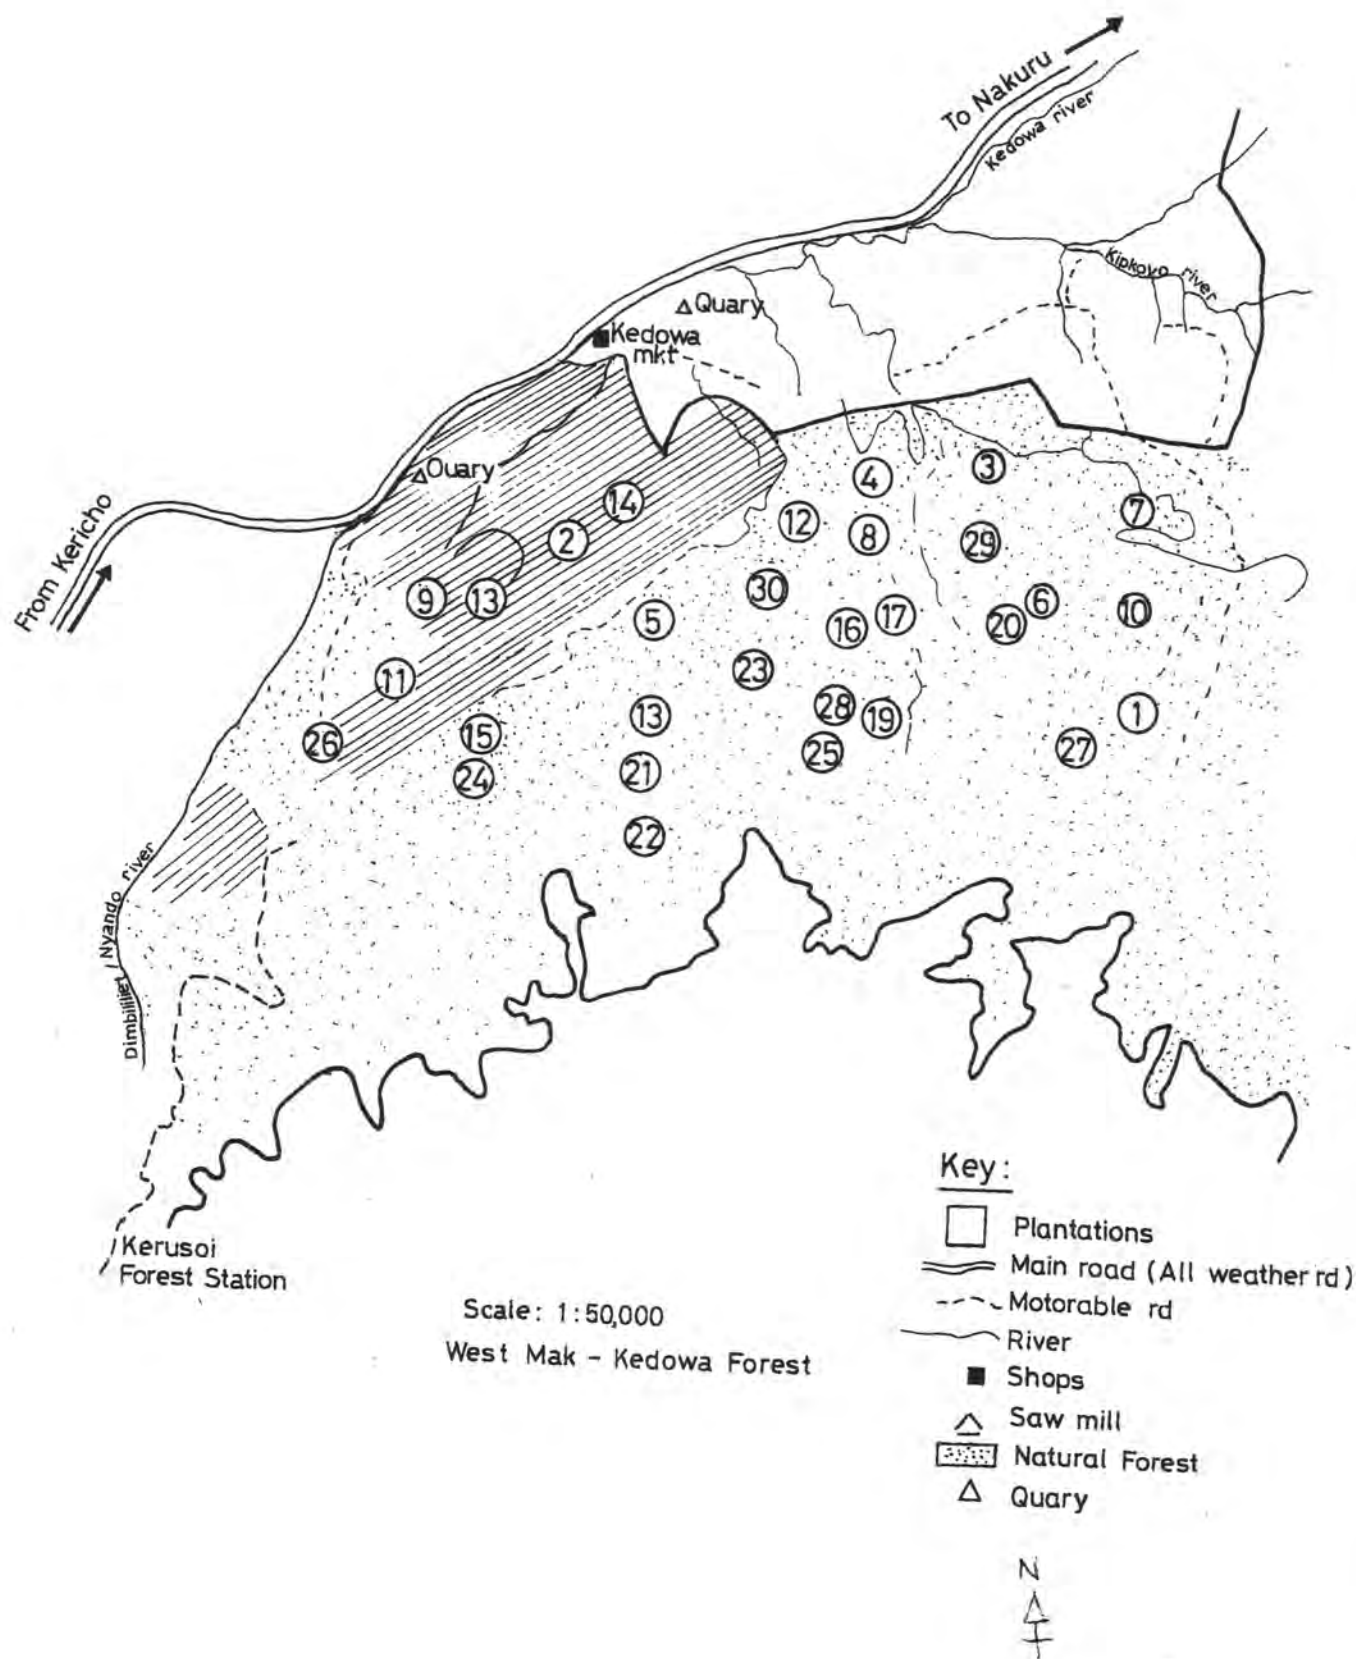 To Nakuru
Kedowa river
Kipkoyo river
Quary
Kedowa
mkt
Quary
From Kericho
4
3
14
12
7
2
8
29
9
13
30
6
5
16
17
20
10
11
23
13
28
19
1
26
15
25
27
24
21
22
Dimbililiel / Nyando river
Kerusoi
Forest Station
Scale: 1:50,000
West Mak - Kedowa Forest
Key:
Plantations
Main road (All weather rd)
Motorable rd
River
Shops
Saw mill
Natural Forest
Quary
N